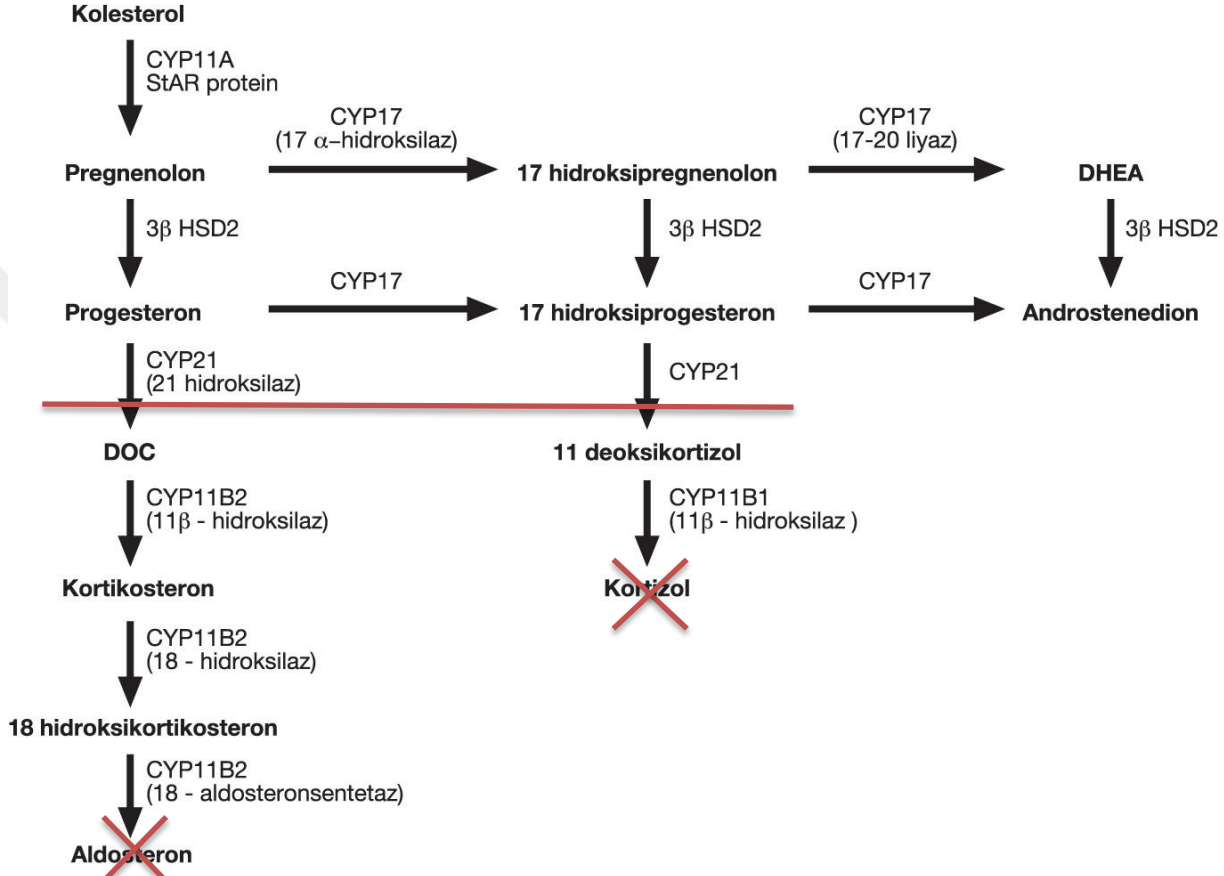 Kolesterol
CYP11A
StAR protein
CYP17
(17 α–hidroksilaz)
CYP17
(17-20 liyaz)
Pregnenolon
17 hidroksipregnenolon
DHEA
3β HSD2
3β HSD2
3β HSD2
CYP17
CYP17
Progesteron
17 hidroksiprogesteron
Androstenedion
CYP21
(21 hidroksilaz)
CYP21
DOC
11 deoksikortizol
CYP11B2
(11β - hidroksilaz)
CYP11B1
(11β - hidroksilaz )
Kortikosteron
Kortizol
CYP11B2
(18 - hidroksilaz)
18 hidroksikortikosteron
CYP11B2
(18 - aldosteronsentetaz)
Aldosteron